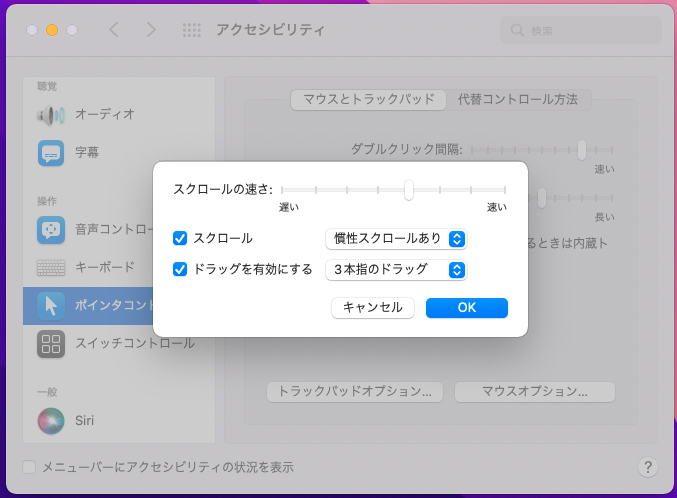 アクセシビリティ
検索
聴覚
オーディオ
字幕
操作
音声コントロー
キーボード
ポインタコント
スイッチコントロール
一般
Siri
マウスとトラックパッド
代替コントロール方法
ダブルクリック間隔:
速い
長い
るときは内蔵ト
スクロールの速さ:
遅い
速い
スクロール
慣性スクロールあり
ドラッグを有効にする
3本指のドラッグ
キャンセル
OK
トラックパッドオプション...
マウスオプション...
メニューバーにアクセシビリティの状況を表示
?